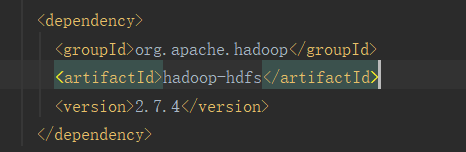 <dependency>
<groupId>org.apache.hadoop</groupId>
<artifactId>hadoop-hdfs</artifactId>
<version>2.7.4</version>
</dependency>